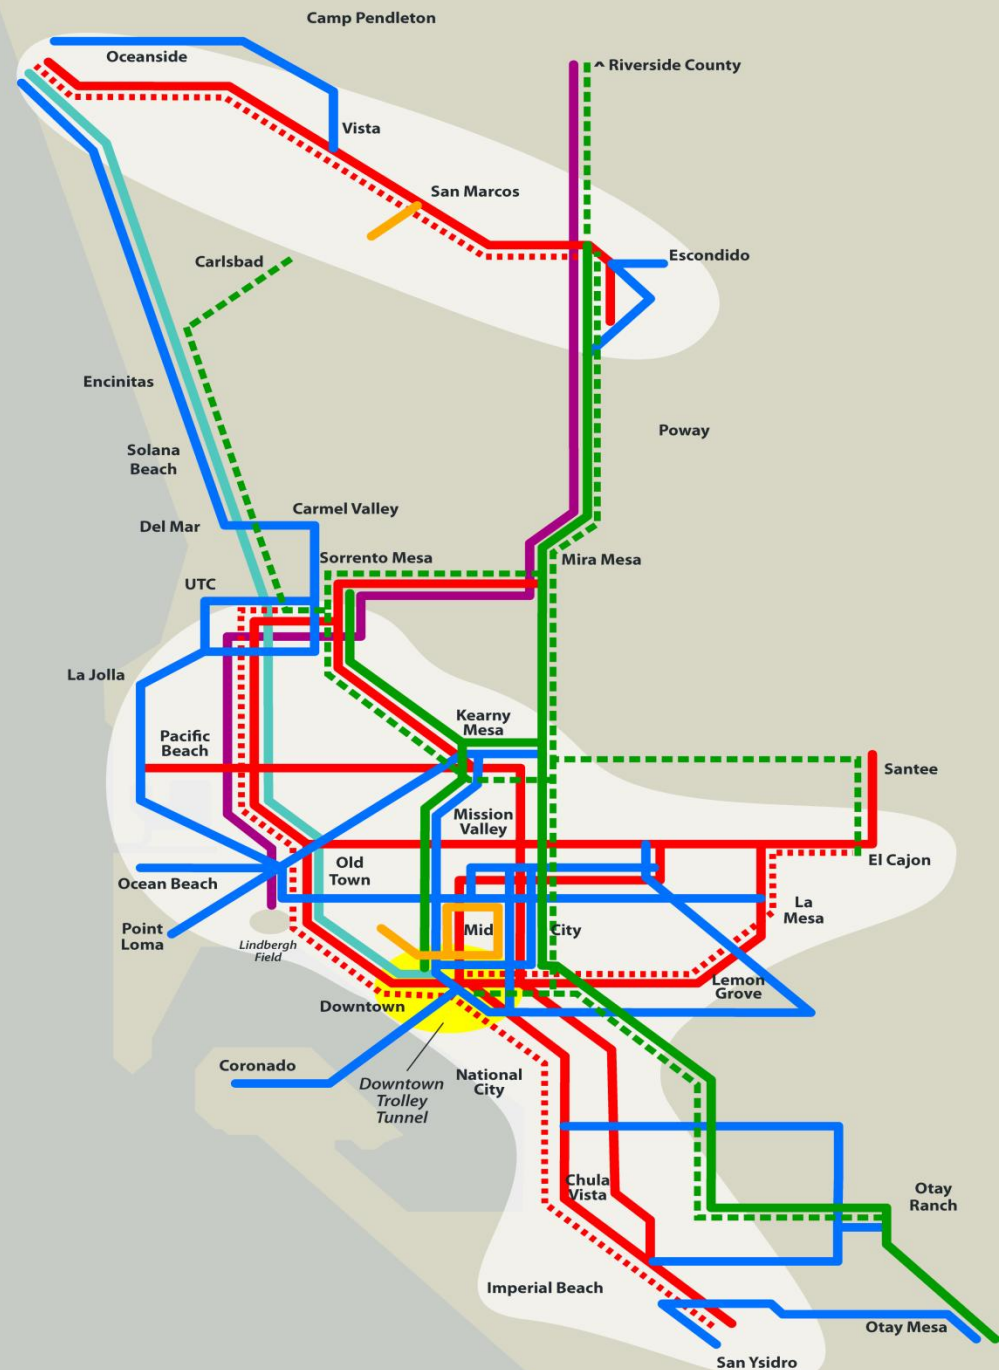 Camp Pendleton
Oceanside
^ Riverside County
Vista
San Marcos
Escondido
Carlsbad
Encinitas
Poway
Solana
Beach
Carmel Valley
Del Mar
Sorrento Mesa
Mira Mesa
UTC
La Jolla
Kearny
Mesa
Pacific
Beach
Santee
Mission
Valley
El Cajon
Old
Town
Ocean Beach
La
Mesa
Point
Loma
Mid
City
Lindbergh
Field
Lemon
Grove
Downtown
Coronado
National
City
Downtown
Trolley
Tunnel
Chula
Vista
Otay
Ranch
Imperial Beach
Otay Mesa
San Ysidro